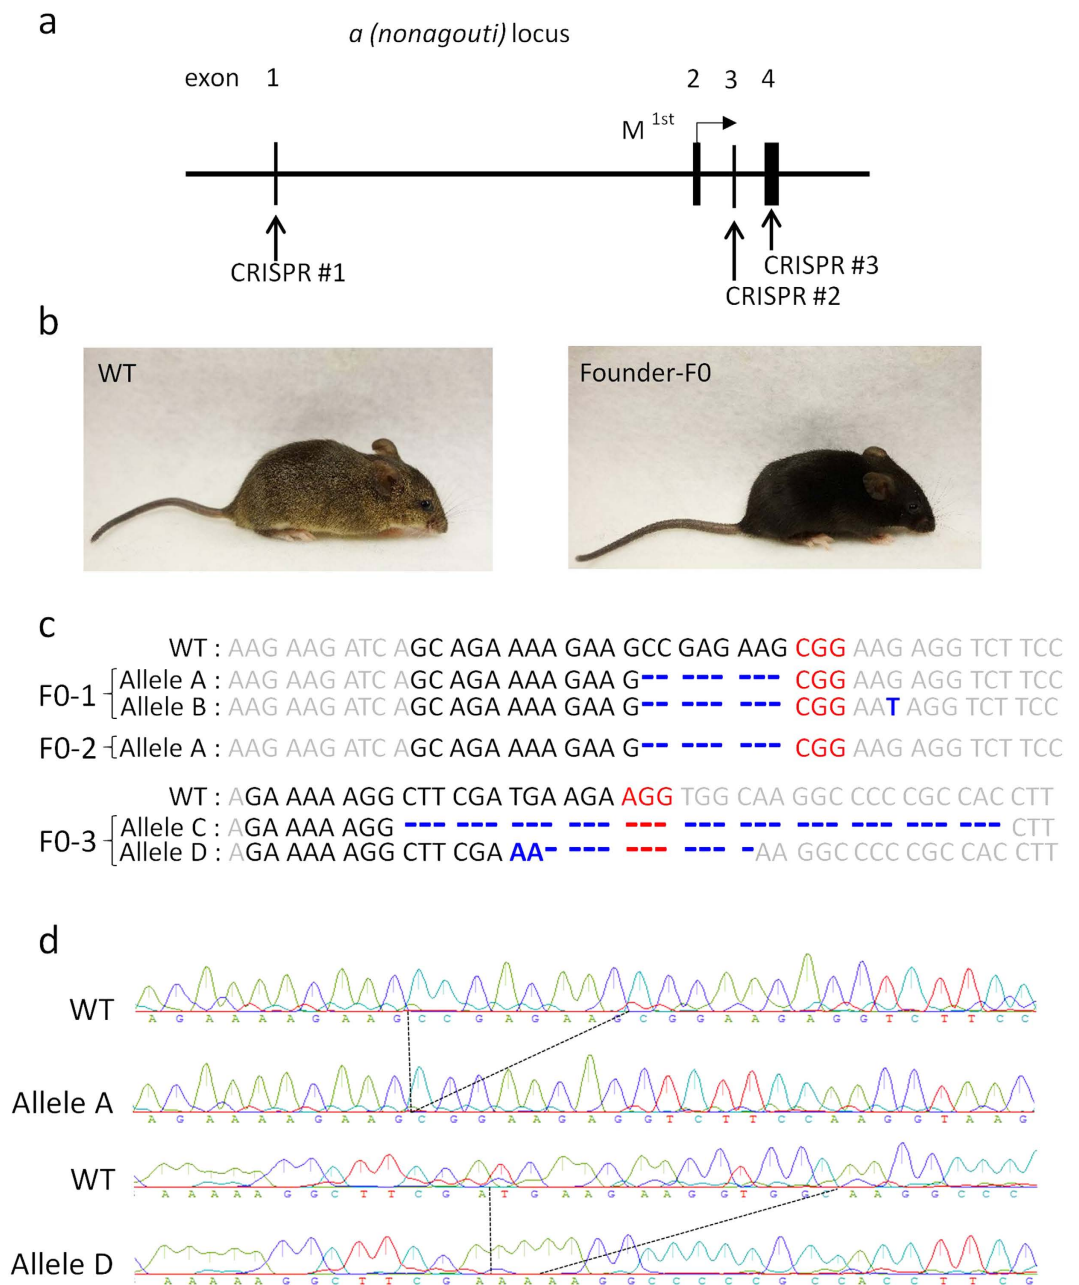 a
a (nonagouti) locus
exon 1 2 3 4
M 1st
CRISPR #1
CRISPR #3
CRISPR #2
b
WT
Founder-F0
c
WT : AAG AAG ATC AGC AGA AAA GAA GCC GAG AAG CGG AAG AGG TCT TCC
F0-1
Allele A : AAG AAG ATC AGC AGA AAA GAA G-- --- --- CGG AAG AGG TCT TCC
Allele B : AAG AAG ATC AGC AGA AAA GAA G-- --- --- CGG AAT AGG TCT TCC
F0-2 Allele A : AAG AAG ATC AGC AGA AAA GAA G-- --- --- CGG AAG AGG TCT TCC
WT : AGA AAA AGG CTT CGA TGA AGA AGG TGG CAA GGC CCC CGC CAC CTT
F0-3
Allele C : AGA AAA AGG --- --- --- --- --- --- --- --- --- --- --- CTT
Allele D : AGA AAA AGG CTT CGA AA- --- --- --- -AA GGC CCC CGC CAC CTT
d
WT
A G A A A A G A A G C C G A G A A G C G G A A G A G G T C T T C C
Allele A
A G A A A A G A A G C G G A A G A G G T C T T C C A A G G T A A G
WT
A A A A A G G C T T C G A T G A A G A A G G T G G C A A G G C C C
Allele D
A A A A A G G C T T C G A A A A A G G C C C C C G C C A C C T T C G